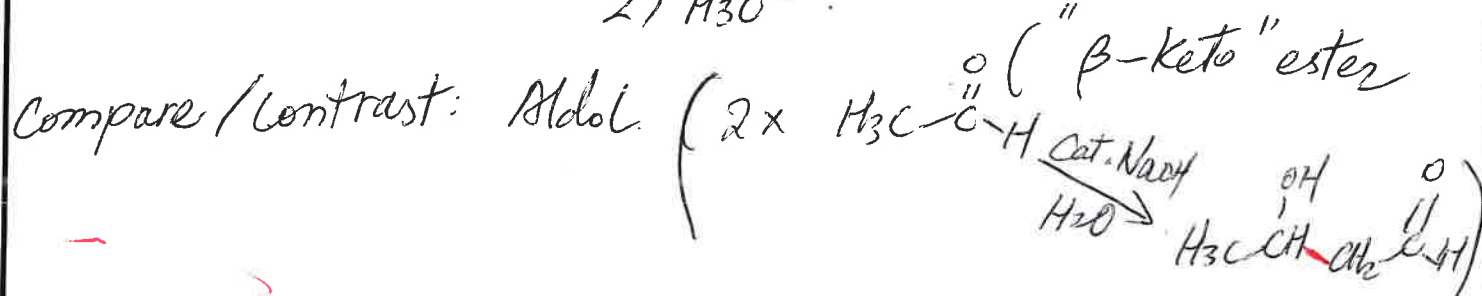 2) H3O
("β-keto" ester
Compare/Contrast: Aldol (2x H3C-C-H
O
Cat. NaOH
H2O
OH O
H3C CH-CH2 C-H)